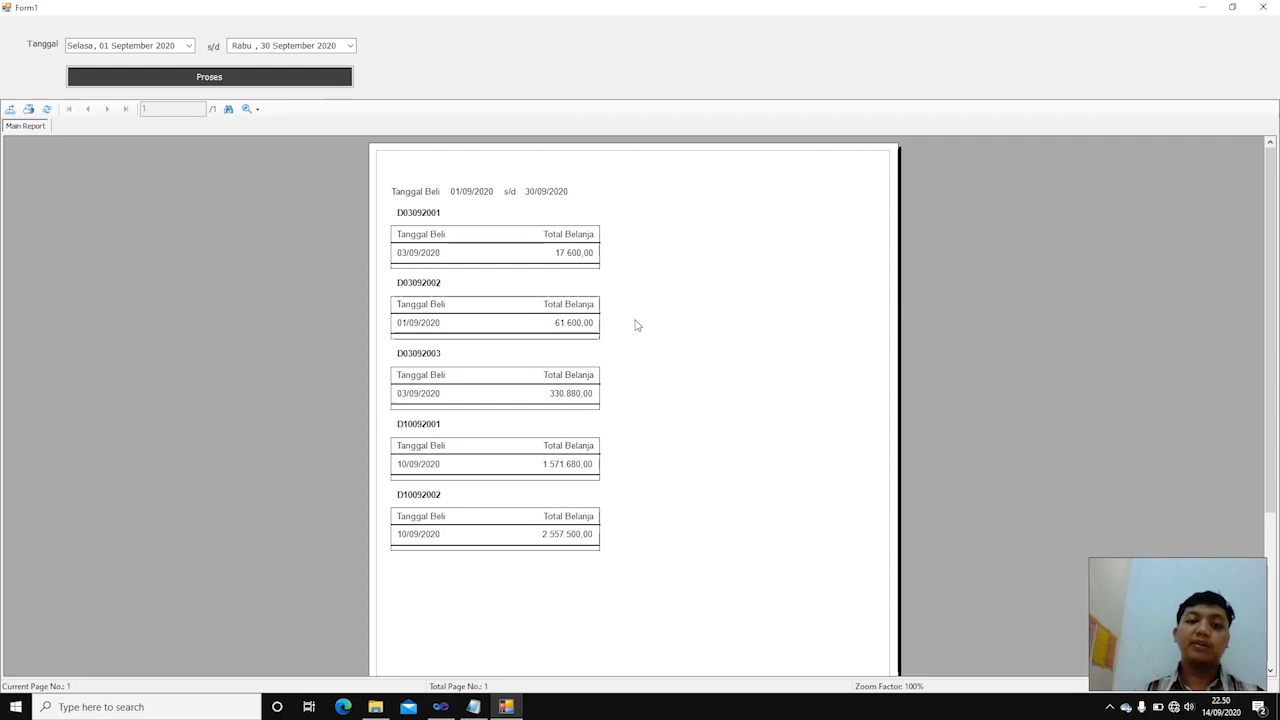 Form1
Tanggal Selasa, 01 September 2020 s/d Rabu , 30 September 2020
Proses
1 /1
Main Report
Tanggal Beli 01/09/2020 s/d 30/09/2020
D03092001
Tanggal Beli Total Belanja
03/09/2020 17.600,00
D03092002
Tanggal Beli Total Belanja
01/09/2020 61.600,00
D03092003
Tanggal Beli Total Belanja
03/09/2020 330.880,00
D10092001
Tanggal Beli Total Belanja
10/09/2020 1.571.680,00
D10092002
Tanggal Beli Total Belanja
10/09/2020 2.557.500,00
Current Page No.: 1 Total Page No.: 1 Zoom Factor: 100%
Type here to search
22.50
14/09/2020
2